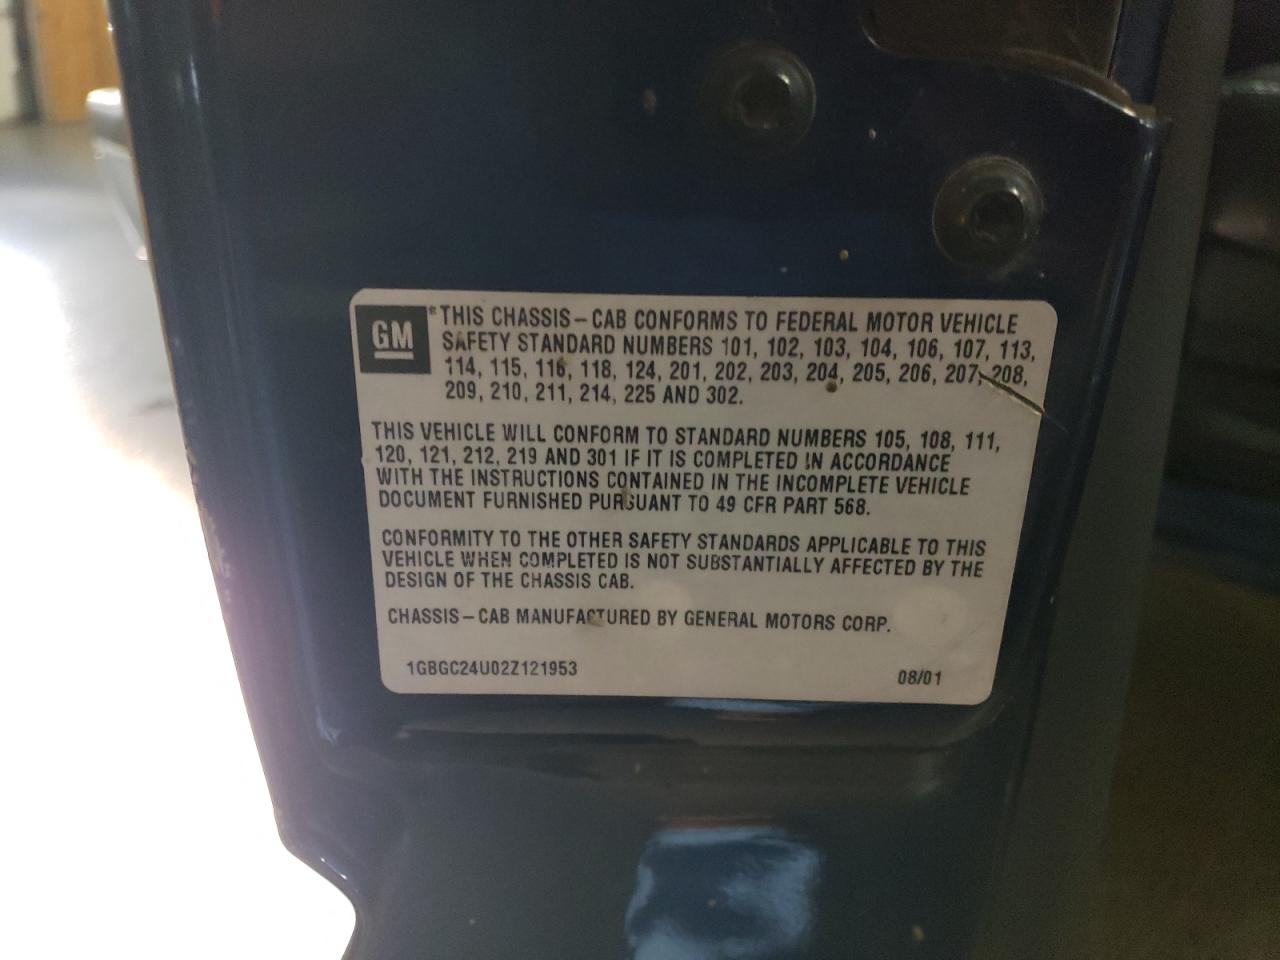 GM® THIS CHASSIS-CAB CONFORMS TO FEDERAL MOTOR VEHICLE
SAFETY STANDARD NUMBERS 101, 102, 103, 104, 106, 107, 113,
114, 115, 116, 118, 124, 201, 202, 203, 204, 205, 206, 207, 208,
209, 210, 211, 214, 225 AND 302.
THIS VEHICLE WILL CONFORM TO STANDARD NUMBERS 105, 108, 111,
120, 121, 212, 219 AND 301 IF IT IS COMPLETED IN ACCORDANCE
WITH THE INSTRUCTIONS CONTAINED IN THE INCOMPLETE VEHICLE
DOCUMENT FURNISHED PURSUANT TO 49 CFR PART 568.
CONFORMITY TO THE OTHER SAFETY STANDARDS APPLICABLE TO THIS
VEHICLE WHEN COMPLETED IS NOT SUBSTANTIALLY AFFECTED BY THE
DESIGN OF THE CHASSIS CAB.
CHASSIS-CAB MANUFACTURED BY GENERAL MOTORS CORP.
1GBGC24U02Z121953 08/01